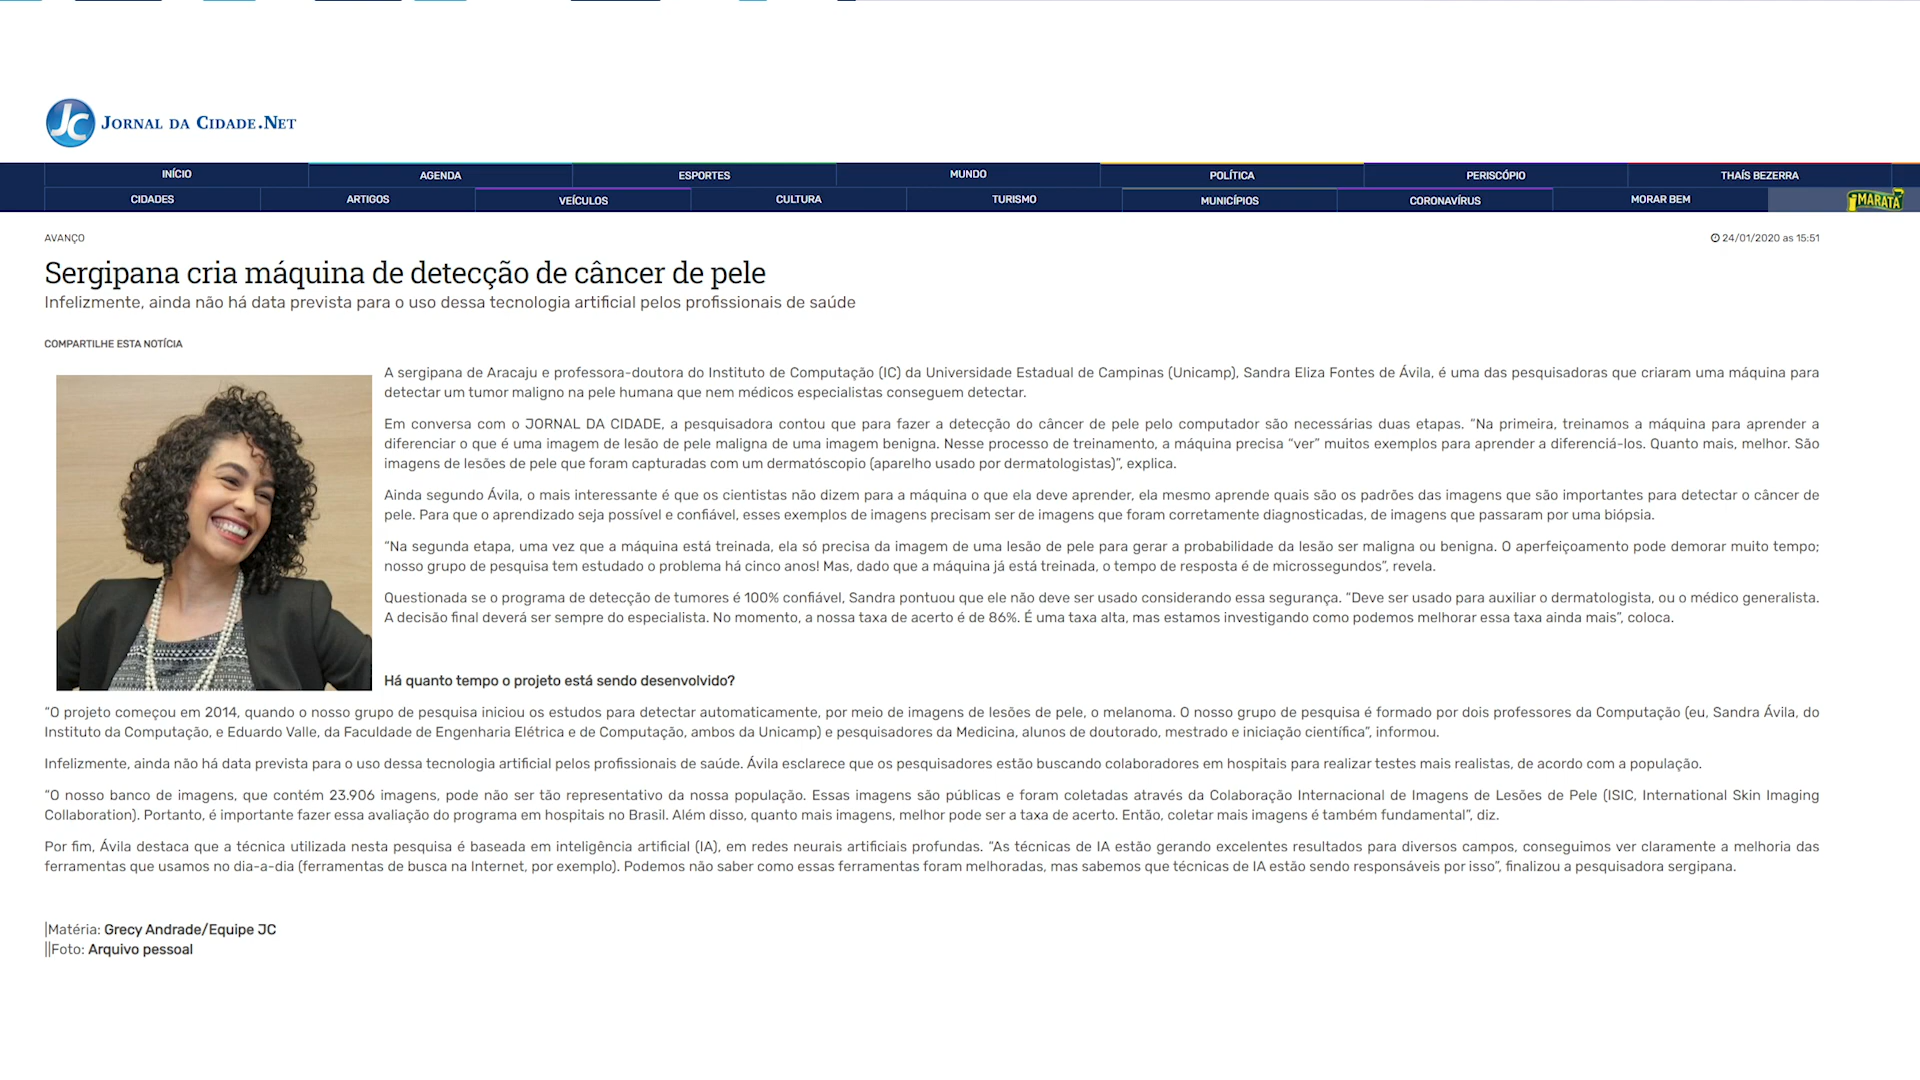 JC JORNAL DA CIDADE.NET
INÍCIO AGENDA ESPORTES MUNDO POLÍTICA PERISCÓPIO THAÍS BEZERRA
CIDADES ARTIGOS VEÍCULOS CULTURA TURISMO MUNICÍPIOS CORONAVÍRUS MORAR BEM MARATÁ
AVANÇO 24/01/2020 as 15:51
Sergipana cria máquina de detecção de câncer de pele
Infelizmente, ainda não há data prevista para o uso dessa tecnologia artificial pelos profissionais de saúde
COMPARTILHE ESTA NOTÍCIA
A sergipana de Aracaju e professora-doutora do Instituto de Computação (IC) da Universidade Estadual de Campinas (Unicamp), Sandra Eliza Fontes de Ávila, é uma das pesquisadoras que criaram uma máquina para
detectar um tumor maligno na pele humana que nem médicos especialistas conseguem detectar.
Em conversa com o JORNAL DA CIDADE, a pesquisadora contou que para fazer a detecção do câncer de pele pelo computador são necessárias duas etapas. “Na primeira, treinamos a máquina para aprender a
diferenciar o que é uma imagem de lesão de pele maligna de uma imagem benigna. Nesse processo de treinamento, a máquina precisa “ver” muitos exemplos para aprender a diferenciá-los. Quanto mais, melhor. São
imagens de lesões de pele que foram capturadas com um dermatóscopio (aparelho usado por dermatologistas)”, explica.
Ainda segundo Ávila, o mais interessante é que os cientistas não dizem para a máquina o que ela deve aprender, ela mesmo aprende quais são os padrões das imagens que são importantes para detectar o câncer de
pele. Para que o aprendizado seja possível e confiável, esses exemplos de imagens precisam ser de imagens que foram corretamente diagnosticadas, de imagens que passaram por uma biópsia.
“Na segunda etapa, uma vez que a máquina está treinada, ela só precisa da imagem de uma lesão de pele para gerar a probabilidade da lesão ser maligna ou benigna. O aperfeiçoamento pode demorar muito tempo;
nosso grupo de pesquisa tem estudado o problema há cinco anos! Mas, dado que a máquina já está treinada, o tempo de resposta é de microssegundos”, revela.
Questionada se o programa de detecção de tumores é 100% confiável, Sandra pontuou que ele não deve ser usado considerando essa segurança. “Deve ser usado para auxiliar o dermatologista, ou o médico generalista.
A decisão final deverá ser sempre do especialista. No momento, a nossa taxa de acerto é de 86%. É uma taxa alta, mas estamos investigando como podemos melhorar essa taxa ainda mais”, coloca.
Há quanto tempo o projeto está sendo desenvolvido?
“O projeto começou em 2014, quando o nosso grupo de pesquisa iniciou os estudos para detectar automaticamente, por meio de imagens de lesões de pele, o melanoma. O nosso grupo de pesquisa é formado por dois professores da Computação (eu, Sandra Ávila, do
Instituto da Computação, e Eduardo Valle, da Faculdade de Engenharia Elétrica e de Computação, ambos da Unicamp) e pesquisadores da Medicina, alunos de doutorado, mestrado e iniciação científica”, informou.
Infelizmente, ainda não há data prevista para o uso dessa tecnologia artificial pelos profissionais de saúde. Ávila esclarece que os pesquisadores estão buscando colaboradores em hospitais para realizar testes mais realistas, de acordo com a população.
“O nosso banco de imagens, que contém 23.906 imagens, pode não ser tão representativo da nossa população. Essas imagens são públicas e foram coletadas através da Colaboração Internacional de Imagens de Lesões de Pele (ISIC, International Skin Imaging
Collaboration). Portanto, é importante fazer essa avaliação do programa em hospitais no Brasil. Além disso, quanto mais imagens, melhor pode ser a taxa de acerto. Então, coletar mais imagens é também fundamental”, diz.
Por fim, Ávila destaca que a técnica utilizada nesta pesquisa é baseada em inteligência artificial (IA), em redes neurais artificiais profundas. “As técnicas de IA estão gerando excelentes resultados para diversos campos, conseguimos ver claramente a melhoria das
ferramentas que usamos no dia-a-dia (ferramentas de busca na Internet, por exemplo). Podemos não saber como essas ferramentas foram melhoradas, mas sabemos que técnicas de IA estão sendo responsáveis por isso”, finalizou a pesquisadora sergipana.
|Matéria: Grecy Andrade/Equipe JC
||Foto: Arquivo pessoal